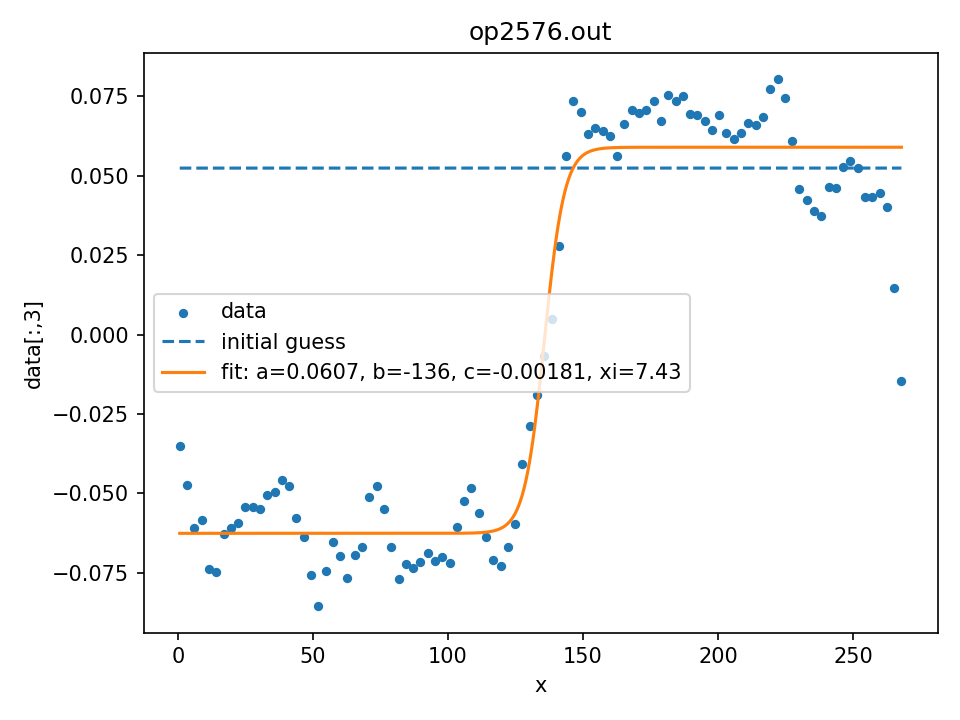 op2576.out
0.075
0.050
0.025
0.000
−0.025
−0.050
−0.075
data[:,3]
data
initial guess
fit: a=0.0607, b=-136, c=-0.00181, xi=7.43
0 50 100 150 200 250
x